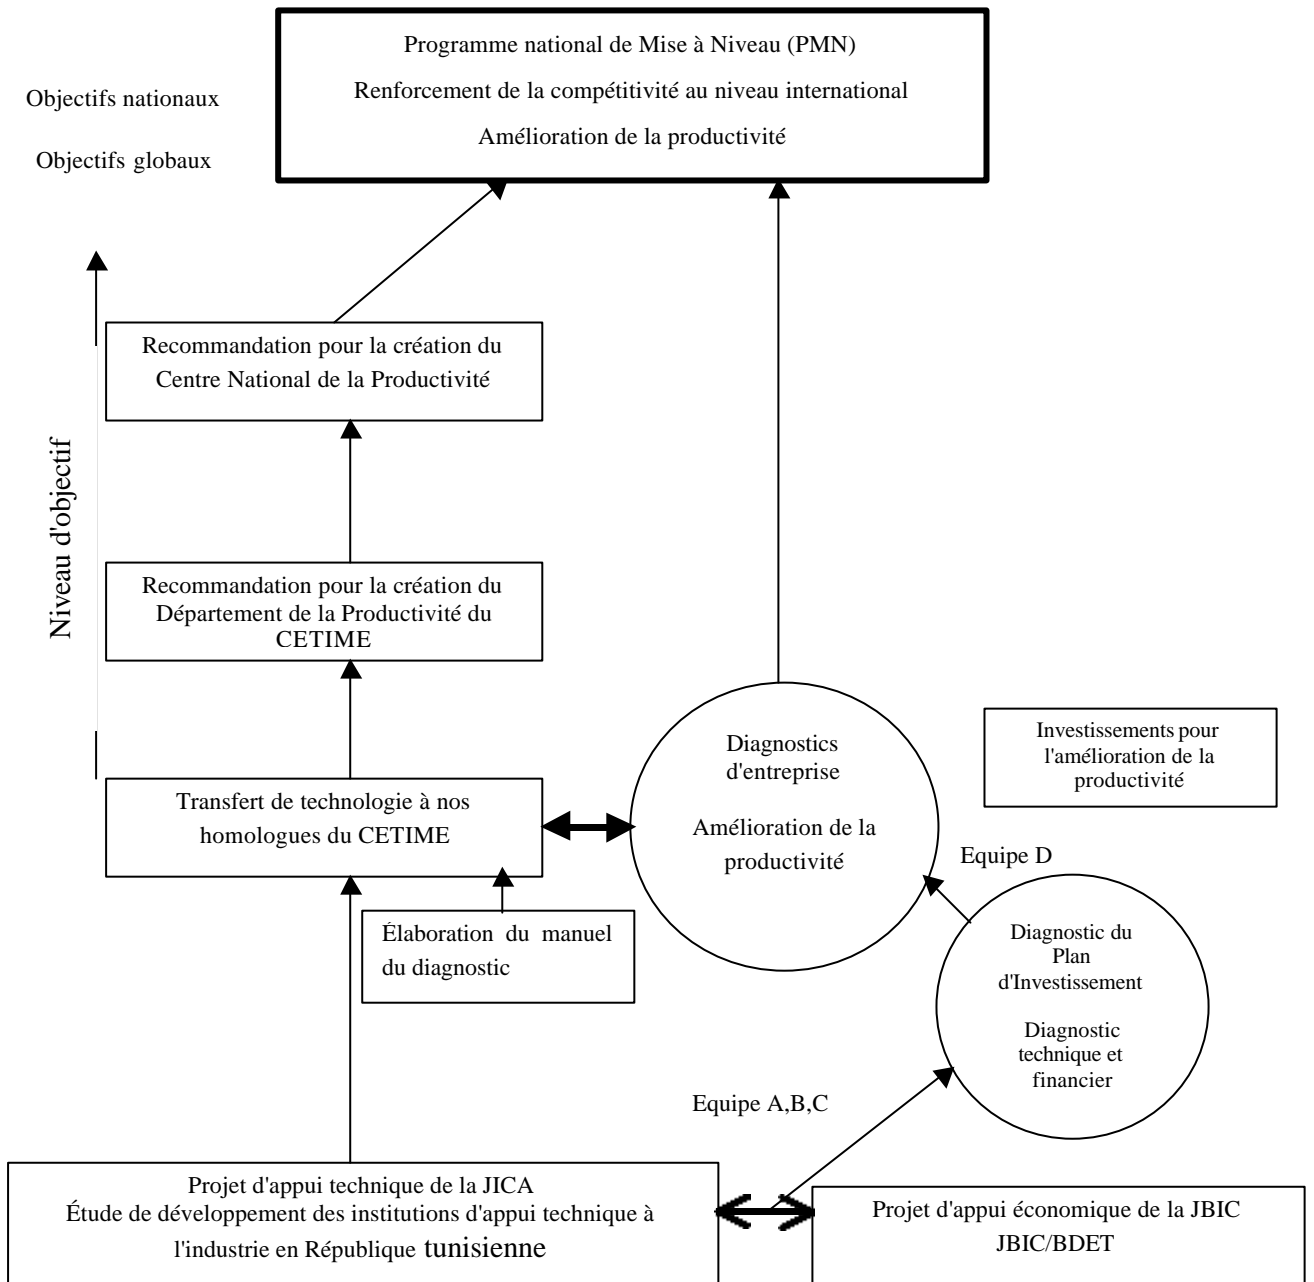 Programme national de Mise à Niveau (PMN)
Renforcement de la compétitivité au niveau international
Amélioration de la productivité
Objectifs nationaux
Objectifs globaux
Niveau d'objectif
Recommandation pour la création du
Centre National de la Productivité
Recommandation pour la création du
Département de la Productivité du
CETIME
Transfert de technologie à nos
homologues du CETIME
Élaboration du manuel
du diagnostic
Diagnostics
d'entreprise
Amélioration de la
productivité
Investissements pour
l'amélioration de la
productivité
Equipe D
Diagnostic du
Plan
d'Investissement
Diagnostic
technique et
financier
Equipe A,B,C
Projet d'appui technique de la JICA
Étude de développement des institutions d'appui technique à
l'industrie en République tunisienne
Projet d'appui économique de la JBIC
JBIC/BDET